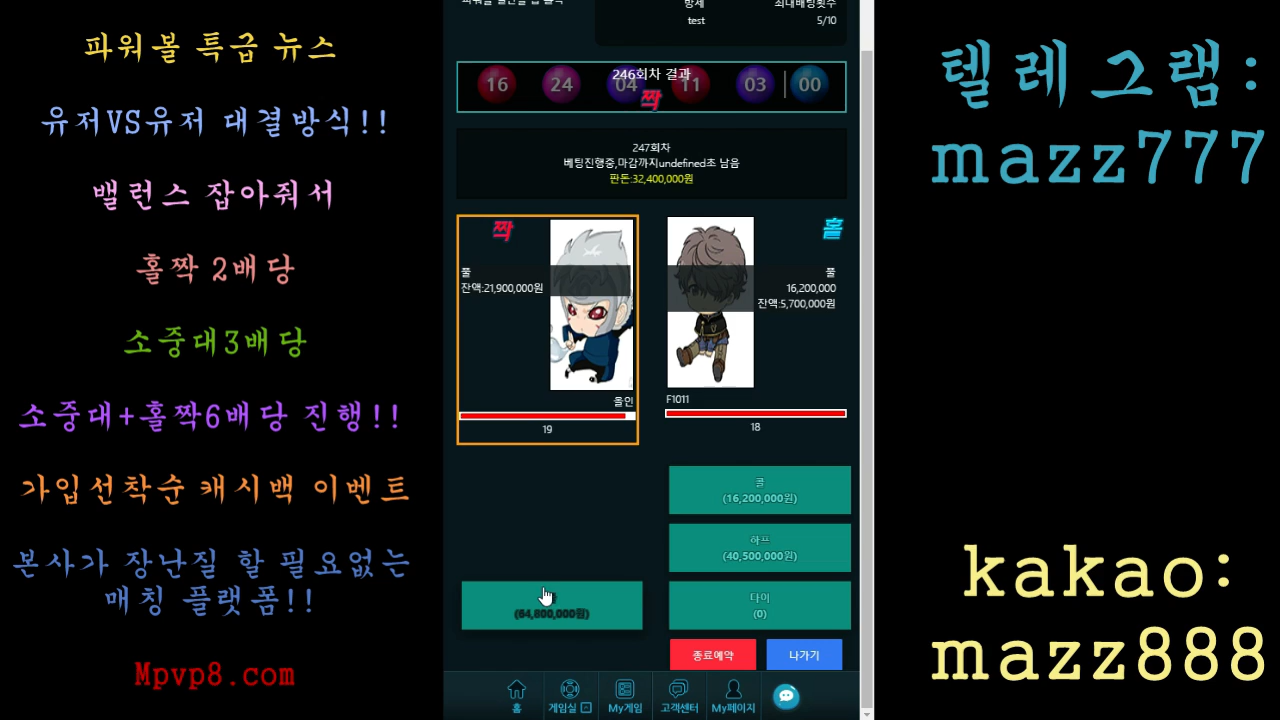 파워볼 특급 뉴스
유저VS유저 대결방식!!
밸런스 잡아줘서
홀짝 2배당
소중대3배당
소중대+홀짝6배당 진행!!
가입선착순 캐시백 이벤트
본사가 장난질 할 필요없는
매칭 플랫폼!!
Mpvp8.com
방제
최대배팅횟수
test
5/10
246회차 결과
16 24 04 11 03 00
짝
247회차
베팅진행중,마감까지undefined초 남음
판돈:32,400,000원
짝
풀
잔액:21,900,000원
올인
19
홀
풀
16,200,000
잔액:5,700,000원
F1011
18
콜
(16,200,000원)
하프
(40,500,000원)
(64,800,000원)
다이
(0)
종료예약
나가기
홈
게임실
My게임
고객센터
My페이지
텔레그램:
mazz777
kakao:
mazz888